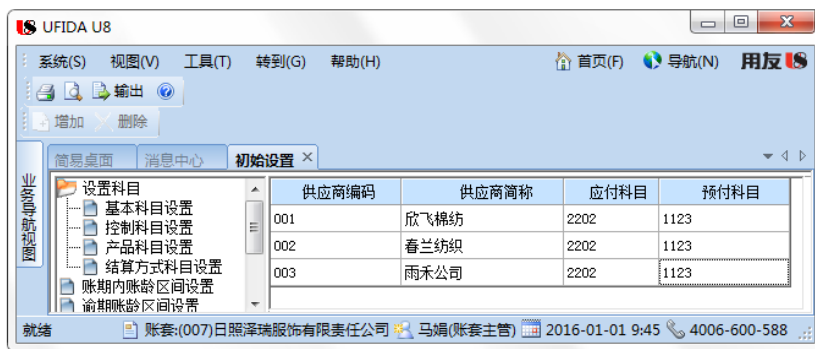 UFIDA U8
系统(S) 视图(V) 工具(T) 转到(G) 帮助(H) 首页(F) 导航(N) 用友
输出
增加 删除
简易桌面 消息中心 初始设置
业务导航视图
设置科目
基本科目设置
控制科目设置
产品科目设置
结算方式科目设置
账期内账龄区间设置
逾期账龄区间设置
供应商编码 供应商简称 应付科目 预付科目
001 欣飞棉纺 2202 1123
002 春兰纺织 2202 1123
003 雨禾公司 2202 1123
就绪 账套:(007)日照泽瑞服饰有限责任公司 马娟(账套主管) 2016-01-01 9:45 4006-600-588